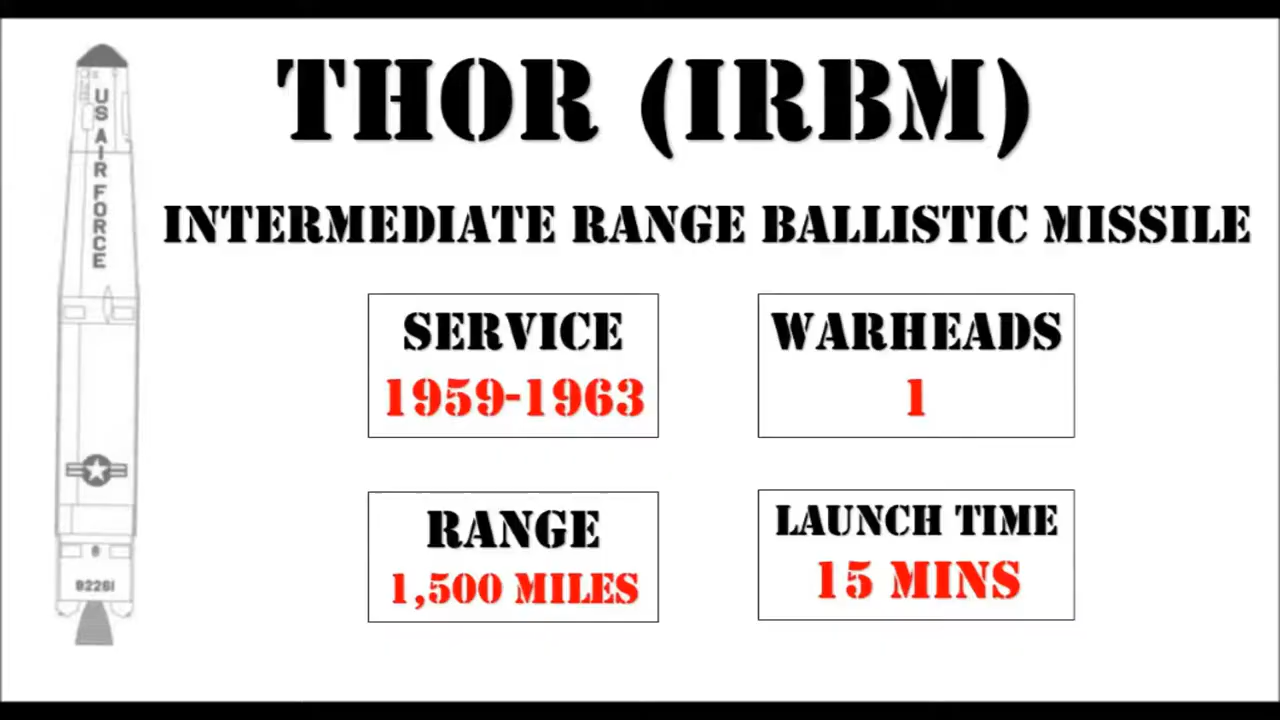 THOR (IRBM)
INTERMEDIATE RANGE BALLISTIC MISSILE
US AIR FORCE
SERVICE
1959-1963
WARHEADS
1
RANGE
1,500 MILES
LAUNCH TIME
15 MINS
92261